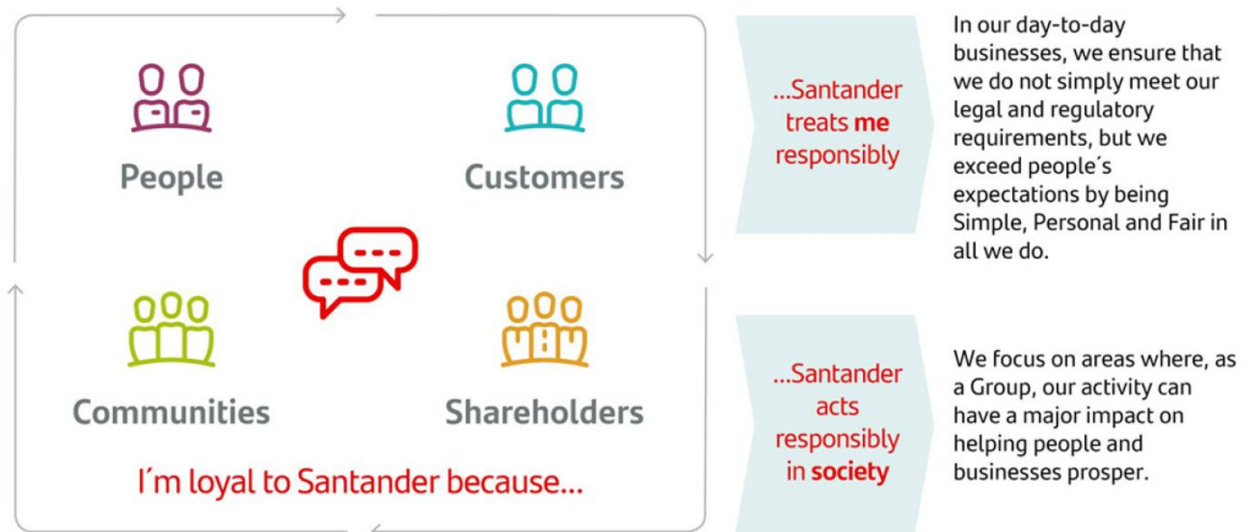 People
Customers
Communities
Shareholders
I´m loyal to Santander because...
...Santander
treats me
responsibly
In our day-to-day
businesses, we ensure that
we do not simply meet our
legal and regulatory
requirements, but we
exceed people´s
expectations by being
Simple, Personal and Fair in
all we do.
...Santander
acts
responsibly
in society
We focus on areas where, as
a Group, our activity can
have a major impact on
helping people and
businesses prosper.